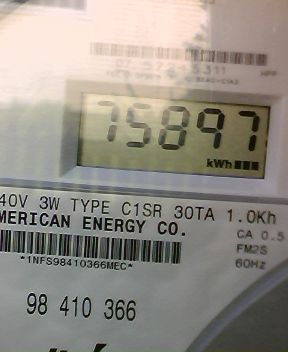 75897
kWh
40V 3W TYPE C1SR 30TA 1.0Kh
MERICAN ENERGY CO.
CA 0.5
FM2S
60Hz
*1NFS98410366MEC*
98 410 366